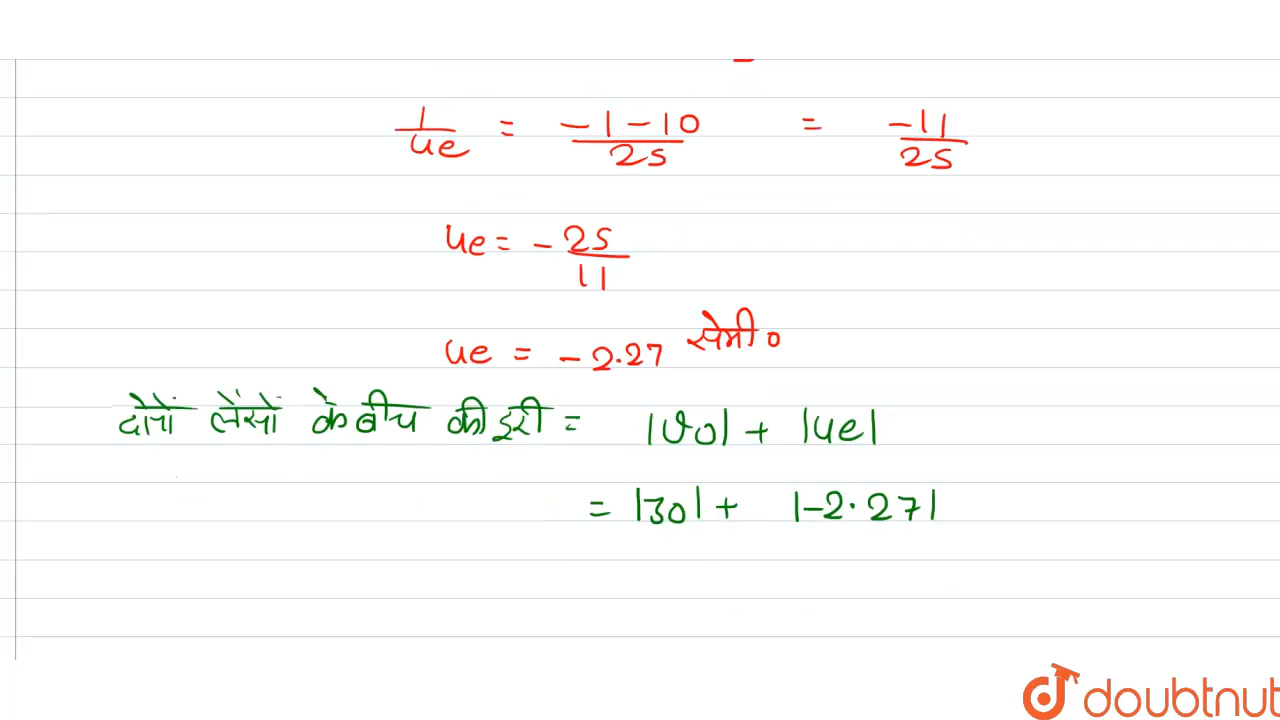 1/ue = -1-10/25 = -11/25
ue = -25/11
ue = -2.27 सेमी०
दोनों लेंसों के बीच की दूरी = |v0| + |ue|
= |30| + |-2.27|
doubtnut